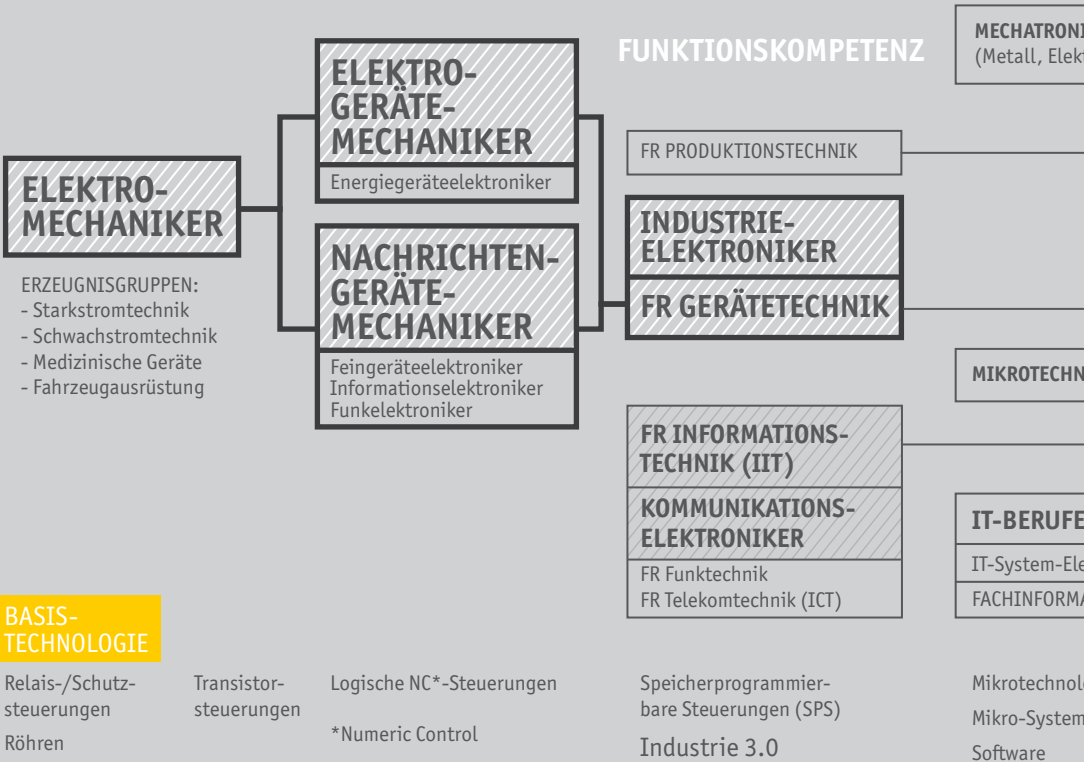 ELEKTRO-
MECHANIKER
ERZEUGNISGRUPPEN:
- Starkstromtechnik
- Schwachstromtechnik
- Medizinische Geräte
- Fahrzeugausrüstung
ELEKTRO-
GERÄTE-
MECHANIKER
Energiegeräteelektroniker
NACHRICHTEN-
GERÄTE-
MECHANIKER
Feingeräteelektroniker
Informationselektroniker
Funkelektroniker
FUNKTIONSKOMPETENZ
FR PRODUKTIONSTECHNIK
INDUSTRIE-
ELEKTRONIKER
FR GERÄTETECHNIK
FR INFORMATIONS-
TECHNIK (IIT)
KOMMUNIKATIONS-
ELEKTRONIKER
FR Funktechnik
FR Telekomtechnik (ICT)
MECHATRONI
(Metall, Elekt
MIKROTECHN
IT-BERUFE
IT-System-Ele
FACHINFORMA
BASIS-
TECHNOLOGIE
Relais-/Schutz-
steuerungen
Röhren
Transistor-
steuerungen
Logische NC*-Steuerungen
*Numeric Control
Speicherprogrammier-
bare Steuerungen (SPS)
Industrie 3.0
Mikrotechnol
Mikro-System
Software